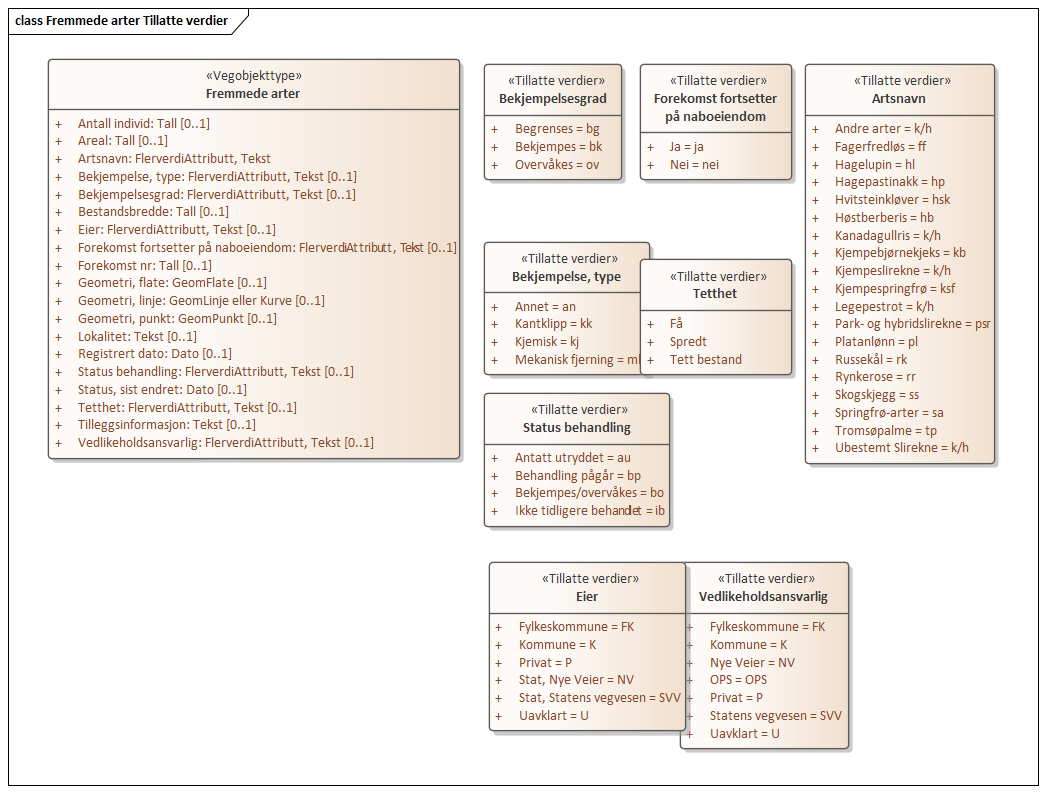 class Fremmede arter Tillatte verdier
«Vegobjekttype»
Fremmede arter
+ Antall individ: Tall [0..1]
+ Areal: Tall [0..1]
+ Artsnavn: FlerverdiAttributt, Tekst
+ Bekjempelse, type: FlerverdiAttributt, Tekst [0..1]
+ Bekjempelsesgrad: FlerverdiAttributt, Tekst [0..1]
+ Bestandsbredde: Tall [0..1]
+ Eier: FlerverdiAttributt, Tekst [0..1]
+ Forekomst fortsetter på naboeiendom: FlerverdiAttributt, Tekst [0..1]
+ Forekomst nr: Tall [0..1]
+ Geometri, flate: GeomFlate [0..1]
+ Geometri, linje: GeomLinje eller Kurve [0..1]
+ Geometri, punkt: GeomPunkt [0..1]
+ Lokalitet: Tekst [0..1]
+ Registrert dato: Dato [0..1]
+ Status behandling: FlerverdiAttributt, Tekst [0..1]
+ Status, sist endret: Dato [0..1]
+ Tetthet: FlerverdiAttributt, Tekst [0..1]
+ Tilleggsinformasjon: Tekst [0..1]
+ Vedlikeholdsansvarlig: FlerverdiAttributt, Tekst [0..1]
«Tillatte verdier»
Bekjempelsesgrad
+ Begrenses = bg
+ Bekjempes = bk
+ Overvåkes = ov
«Tillatte verdier»
Forekomst fortsetter
på naboeiendom
+ Ja = ja
+ Nei = nei
«Tillatte verdier»
Artsnavn
+ Andre arter = k/h
+ Fagerfredløs = ff
+ Hagelupin = hl
+ Hagepastinakk = hp
+ Hvitsteinkløver = hsk
+ Høstberberis = hb
+ Kanadagullris = k/h
+ Kjempebjørnekjeks = kb
+ Kjempeslirekne = k/h
+ Kjempespringfrø = ksf
+ Legepestrot = k/h
+ Park- og hybridslirekne = psr
+ Platanlønn = pl
+ Russekål = rk
+ Rynkerose = rr
+ Skogskjegg = ss
+ Springfrø-arter = sa
+ Tromsøpalme = tp
+ Ubestemt Slirekne = k/h
«Tillatte verdier»
Bekjempelse, type
+ Annet = an
+ Kantklipp = kk
+ Kjemisk = kj
+ Mekanisk fjerning =
«Tillatte verdier»
Tetthet
+ Få
+ Spredt
+ Tett bestand
«Tillatte verdier»
Status behandling
+ Antatt utryddet = au
+ Behandling pågår = bp
+ Bekjempes/overvåkes = bo
+ Ikke tidligere behandlet = ib
«Tillatte verdier»
Eier
+ Fylkeskommune = FK
+ Kommune = K
+ Privat = P
+ Stat, Nye Veier = NV
+ Stat, Statens vegvesen = SVV
+ Uavklart = U
«Tillatte verdier»
Vedlikeholdsansvarlig
+ Fylkeskommune = FK
+ Kommune = K
+ Nye Veier = NV
+ OPS = OPS
+ Privat = P
+ Statens vegvesen = SVV
+ Uavklart = U